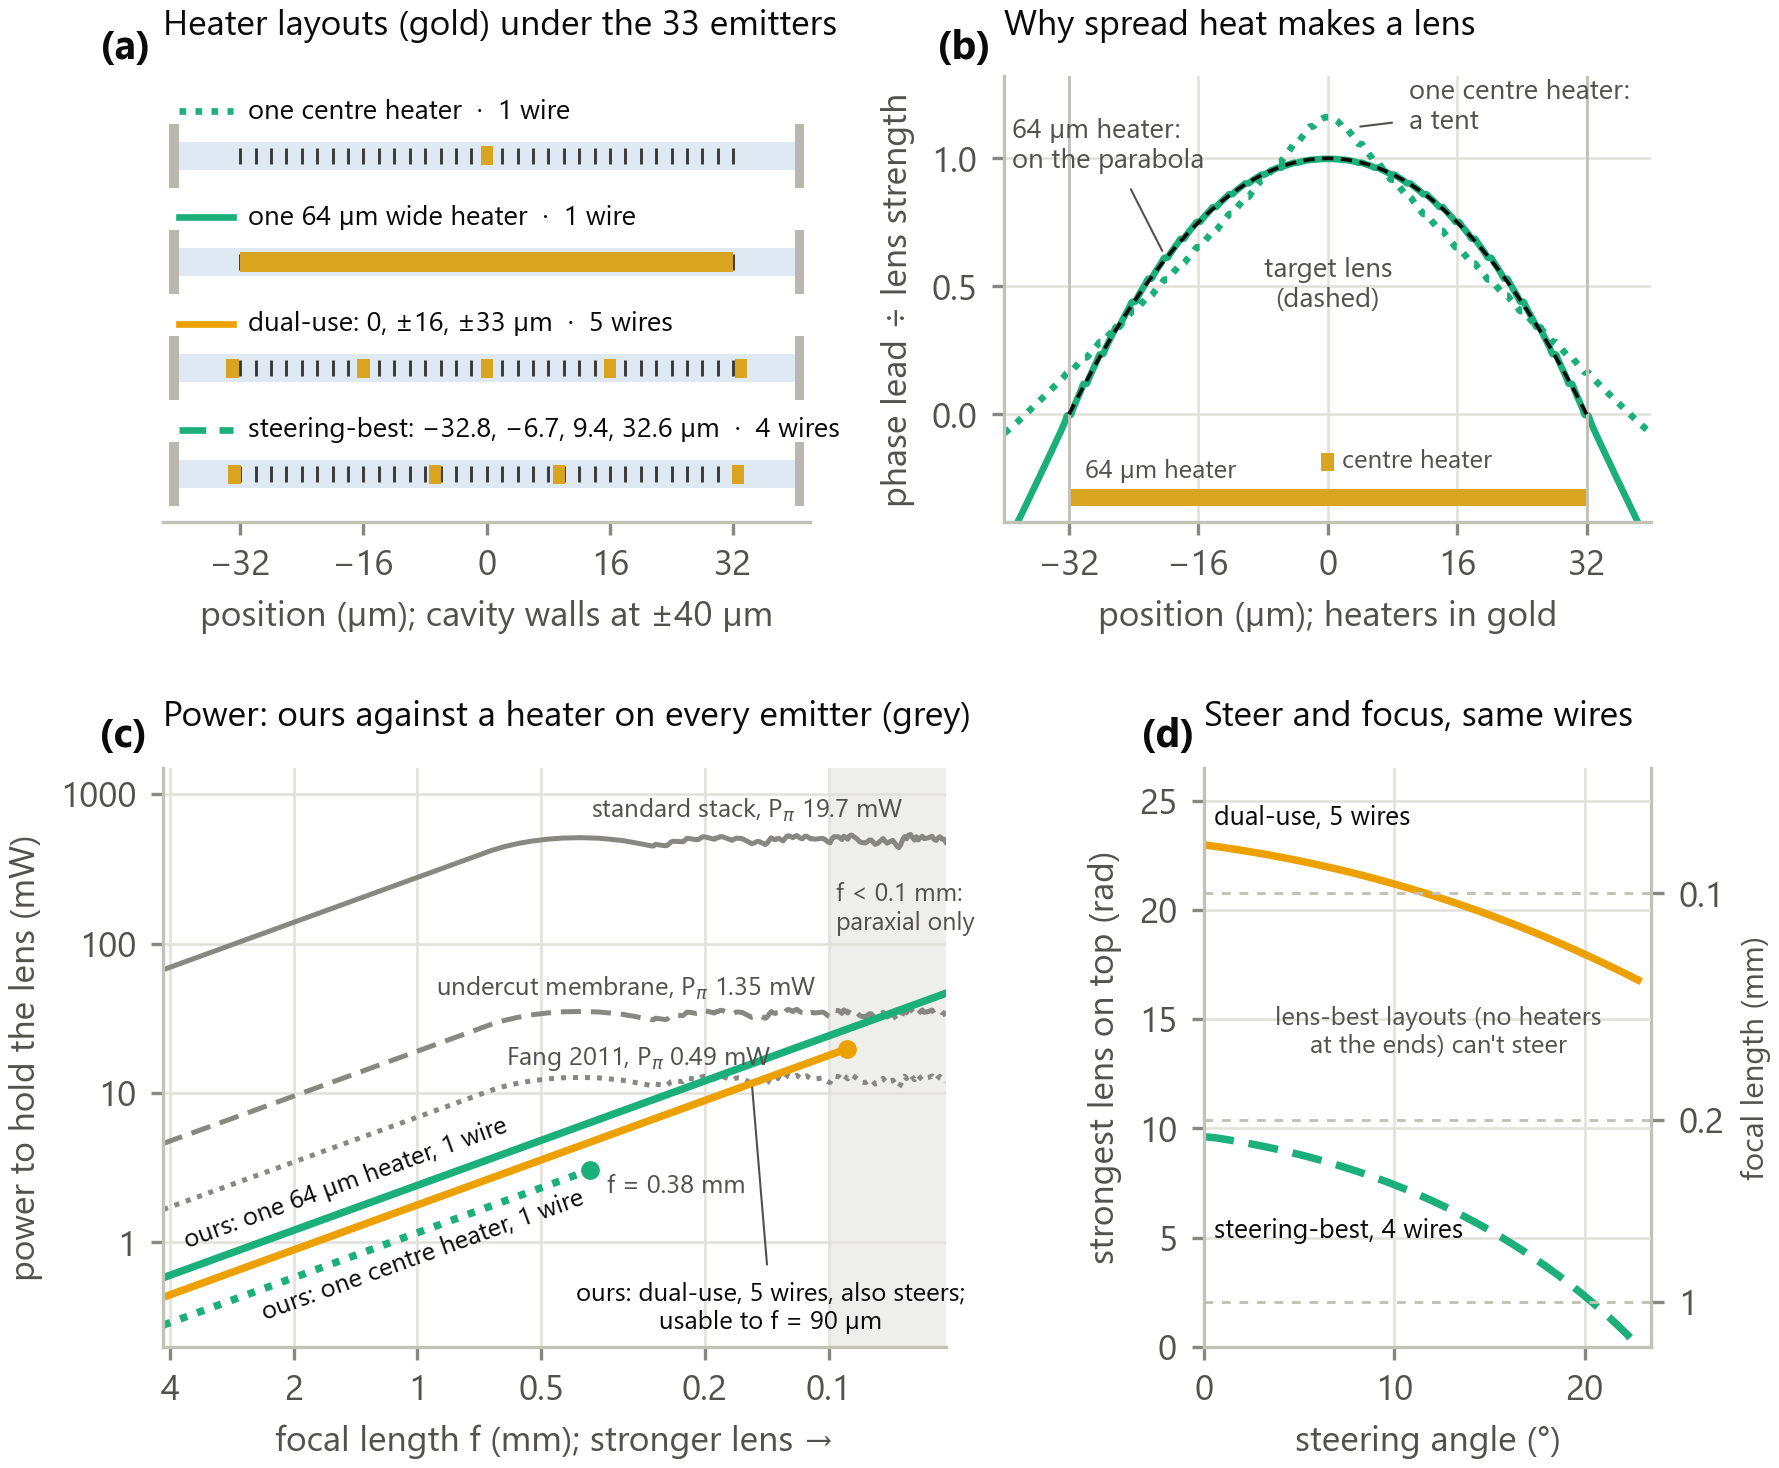 (a) Heater layouts (gold) under the 33 emitters
one centre heater · 1 wire
one 64 µm wide heater · 1 wire
dual-use: 0, ±16, ±33 µm · 5 wires
steering-best: −32.8, −6.7, 9.4, 32.6 µm · 4 wires
−32 −16 0 16 32
position (µm); cavity walls at ±40 µm
(b) Why spread heat makes a lens
phase lead ÷ lens strength
1.0
0.5
0.0
64 µm heater:
on the parabola
one centre heater:
a tent
target lens
(dashed)
64 µm heater
centre heater
−32 −16 0 16 32
position (µm); heaters in gold
(c) Power: ours against a heater on every emitter (grey)
power to hold the lens (mW)
1000
100
10
1
standard stack, Pπ 19.7 mW
f < 0.1 mm:
paraxial only
undercut membrane, Pπ 1.35 mW
Fang 2011, Pπ 0.49 mW
ours: one 64 µm heater, 1 wire
f = 0.38 mm
ours: one centre heater, 1 wire
ours: dual-use, 5 wires, also steers;
usable to f = 90 µm
4 2 1 0.5 0.2 0.1
focal length f (mm); stronger lens →
(d) Steer and focus, same wires
strongest lens on top (rad)
25
20
15
10
5
0
dual-use, 5 wires
lens-best layouts (no heaters
at the ends) can't steer
steering-best, 4 wires
0.1
0.2
1
focal length (mm)
0 10 20
steering angle (°)